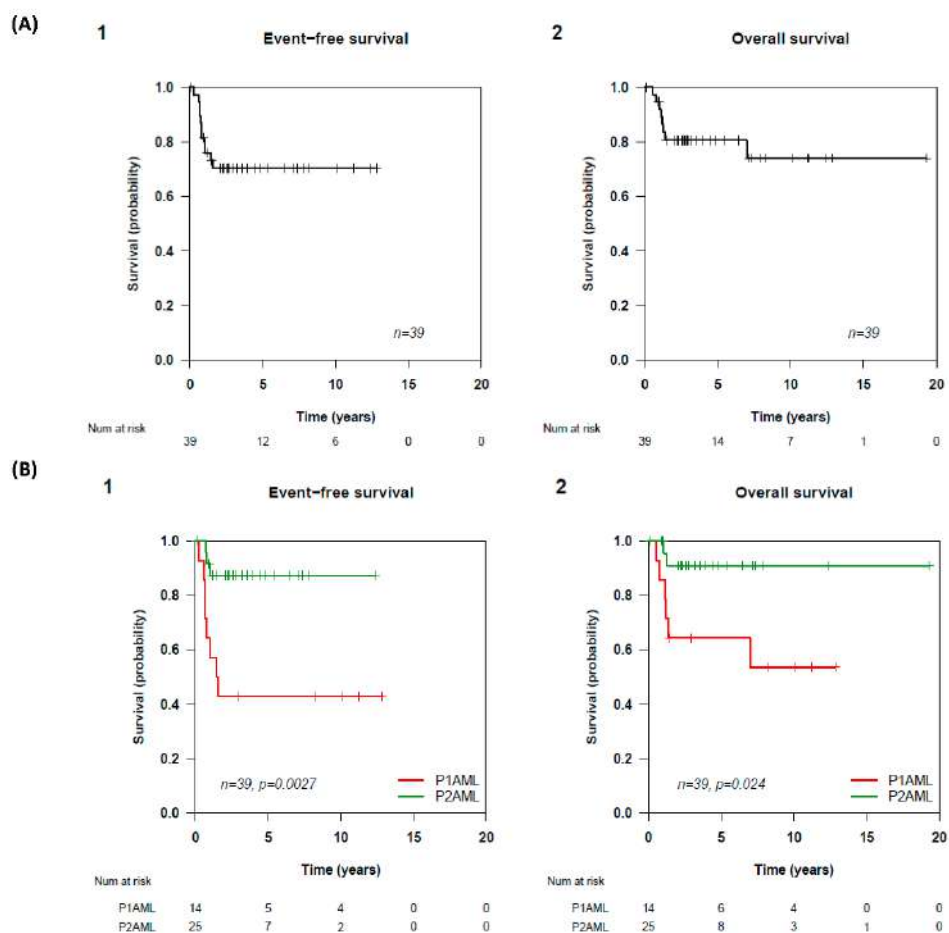 (A)
1 Event-free survival
2 Overall survival
Survival (probability)
1.0
0.8
0.6
0.4
0.2
0.0
n=39
0 5 10 15 20
Time (years)
Num at risk
39 12 6 0 0
Survival (probability)
1.0
0.8
0.6
0.4
0.2
0.0
n=39
0 5 10 15 20
Time (years)
Num at risk
39 14 7 1 0
(B)
1 Event-free survival
2 Overall survival
Survival (probability)
1.0
0.8
0.6
0.4
0.2
0.0
n=39, p=0.0027
P1AML
P2AML
0 5 10 15 20
Time (years)
Num at risk
P1AML 14 5 4 0 0
P2AML 25 7 2 0 0
Survival (probability)
1.0
0.8
0.6
0.4
0.2
0.0
n=39, p=0.024
P1AML
P2AML
0 5 10 15 20
Time (years)
Num at risk
P1AML 14 6 4 0 0
P2AML 25 8 3 1 0